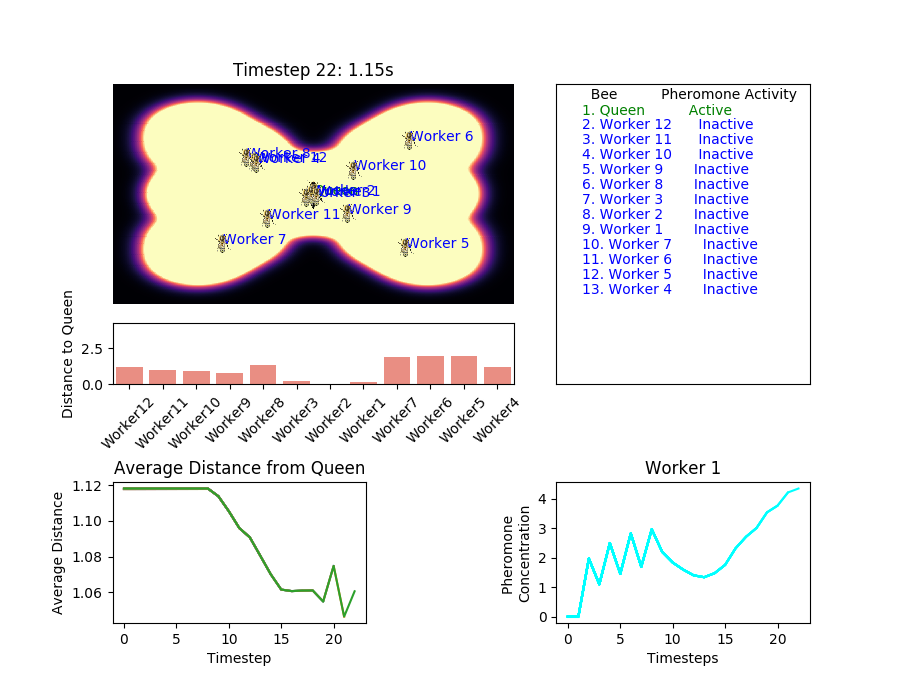 Timestep 22: 1.15s
Worker 6
Worker 12
Worker 4
Worker 10
Worker 11
Worker 9
Worker 7
Worker 5
Bee Pheromone Activity
1. Queen Active
2. Worker 12 Inactive
3. Worker 11 Inactive
4. Worker 10 Inactive
5. Worker 9 Inactive
6. Worker 8 Inactive
7. Worker 3 Inactive
8. Worker 2 Inactive
9. Worker 1 Inactive
10. Worker 7 Inactive
11. Worker 6 Inactive
12. Worker 5 Inactive
13. Worker 4 Inactive
Distance to Queen
2.5
0.0
Worker12
Worker11
Worker10
Worker9
Worker8
Worker3
Worker2
Worker1
Worker7
Worker6
Worker5
Worker4
Average Distance from Queen
Average Distance
1.12
1.10
1.08
1.06
0 5 10 15 20
Timestep
Worker 1
Pheromone
Concentration
4
3
2
1
0
0 5 10 15 20
Timesteps